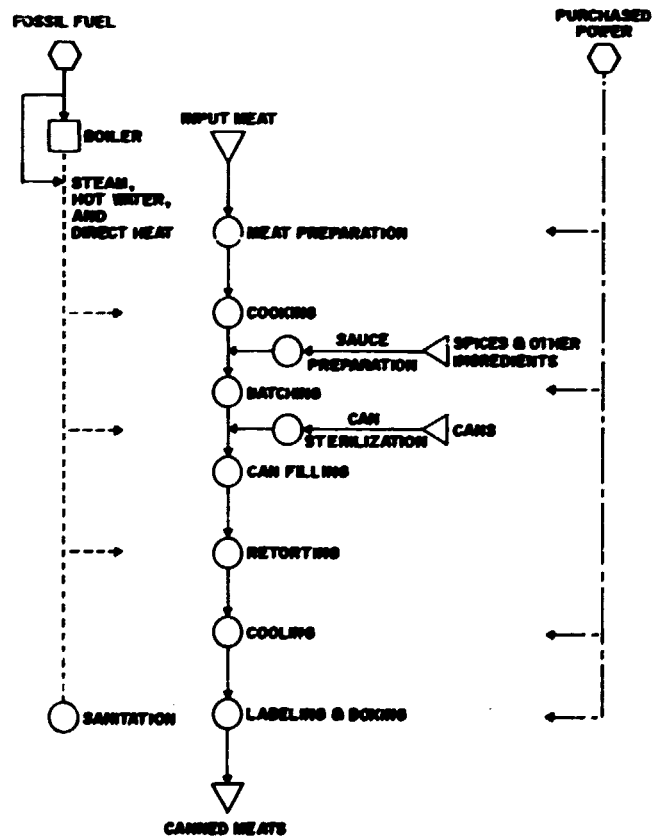 FOSSIL FUEL
PURCHASED
POWER
INPUT MEAT
BOILER
STEAM,
HOT WATER,
AND
DIRECT HEAT
MEAT PREPARATION
COOKING
SAUCE
PREPARATION
SPICES & OTHER
INGREDIENTS
BATCHING
CAN
STERILIZATION
CANS
CAN FILLING
RETORTING
COOLING
SANITATION
LABELING & BOXING
CANNED MEATS